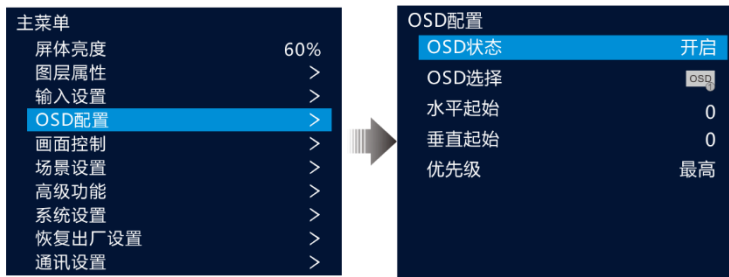 主菜单
屏体亮度 60%
图层属性 >
输入设置 >
OSD配置 >
画面控制 >
场景设置 >
高级功能 >
系统设置 >
恢复出厂设置 >
通讯设置 >
OSD配置
OSD状态 开启
OSD选择 OSD 1
水平起始 0
垂直起始 0
优先级 最高